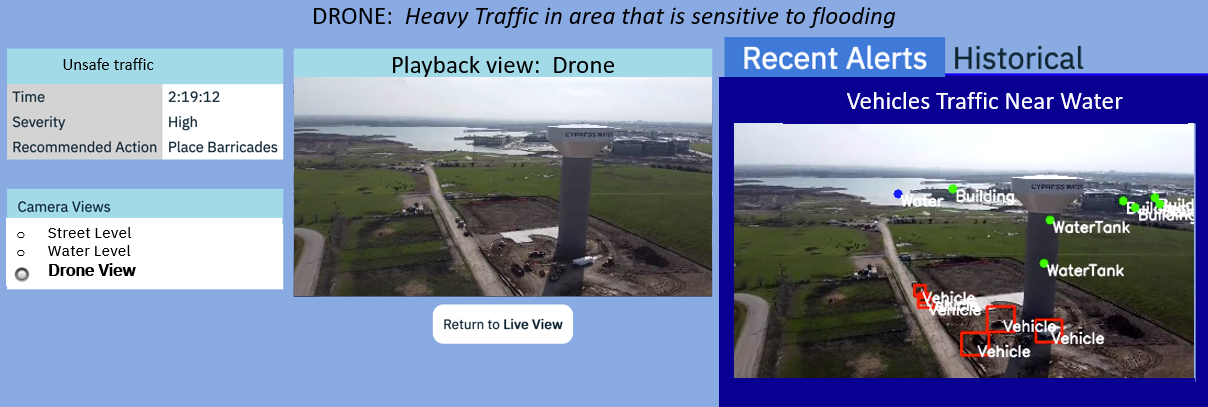 DRONE: Heavy Traffic in area that is sensitive to flooding
Unsafe traffic
Time 2:19:12
Severity High
Recommended Action Place Barricades
Camera Views
Street Level
Water Level
Drone View
Playback view: Drone
CYPRESS WATER
Return to Live View
Recent Alerts Historical
Vehicles Traffic Near Water
CYPRESS WATER
Water
Building
Build
Building
WaterTank
WaterTank
Vehicle
Vehicle
Vehicle
Vehicle
Vehicle